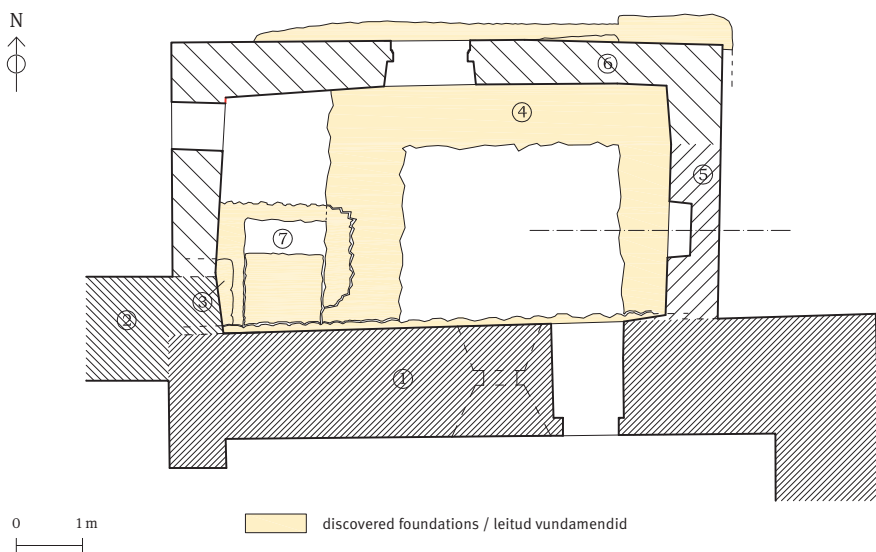 N
⑥
④
⑤
⑦
③
②
①
0 1 m
discovered foundations / leitud vundamendid